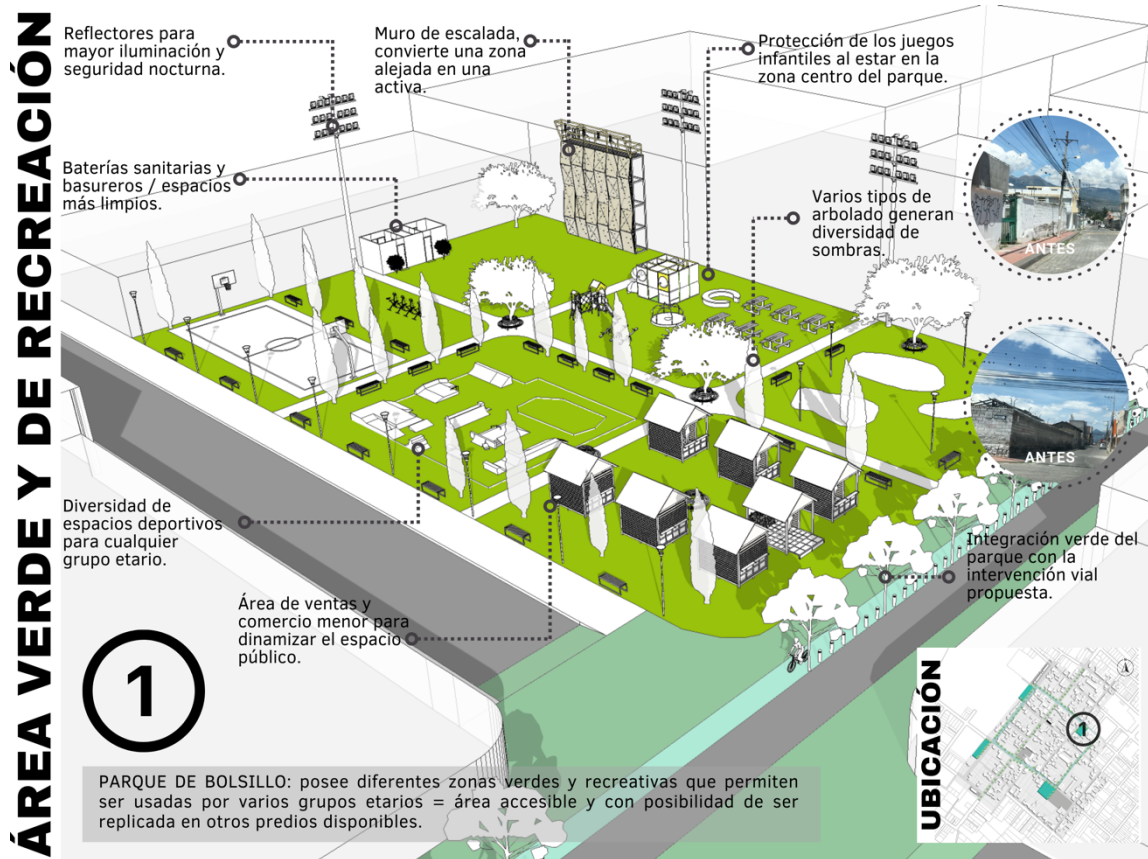 ÁREA VERDE Y DE RECREACIÓN
Reflectores para
mayor iluminación y
seguridad nocturna.
Muro de escalada,
convierte una zona
alejada en una
activa.
Protección de los juegos
infantiles al estar en la
zona centro del parque.
Baterías sanitarias y
basureros / espacios
más limpios.
Varios tipos de
arbolado generan
diversidad de
sombras.
ANTES
ANTES
Diversidad de
espacios deportivos
para cualquier
grupo etario.
Integración verde del
parque con la
intervención vial
propuesta.
Área de ventas y
comercio menor para
dinamizar el espacio
público.
1
UBICACIÓN
1
PARQUE DE BOLSILLO: posee diferentes zonas verdes y recreativas que permiten
ser usadas por varios grupos etarios = área accesible y con posibilidad de ser
replicada en otros predios disponibles.